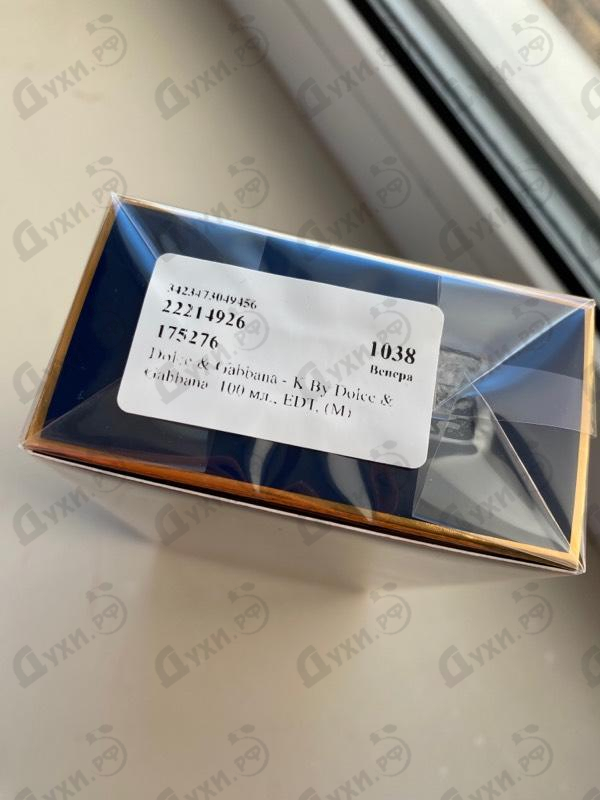 3423473049456
22214926
175276
1038
Венера
Dolce & Gabbana - K By Dolce &
Gabbana 100 мл., EDT, (M)
Духи.рф